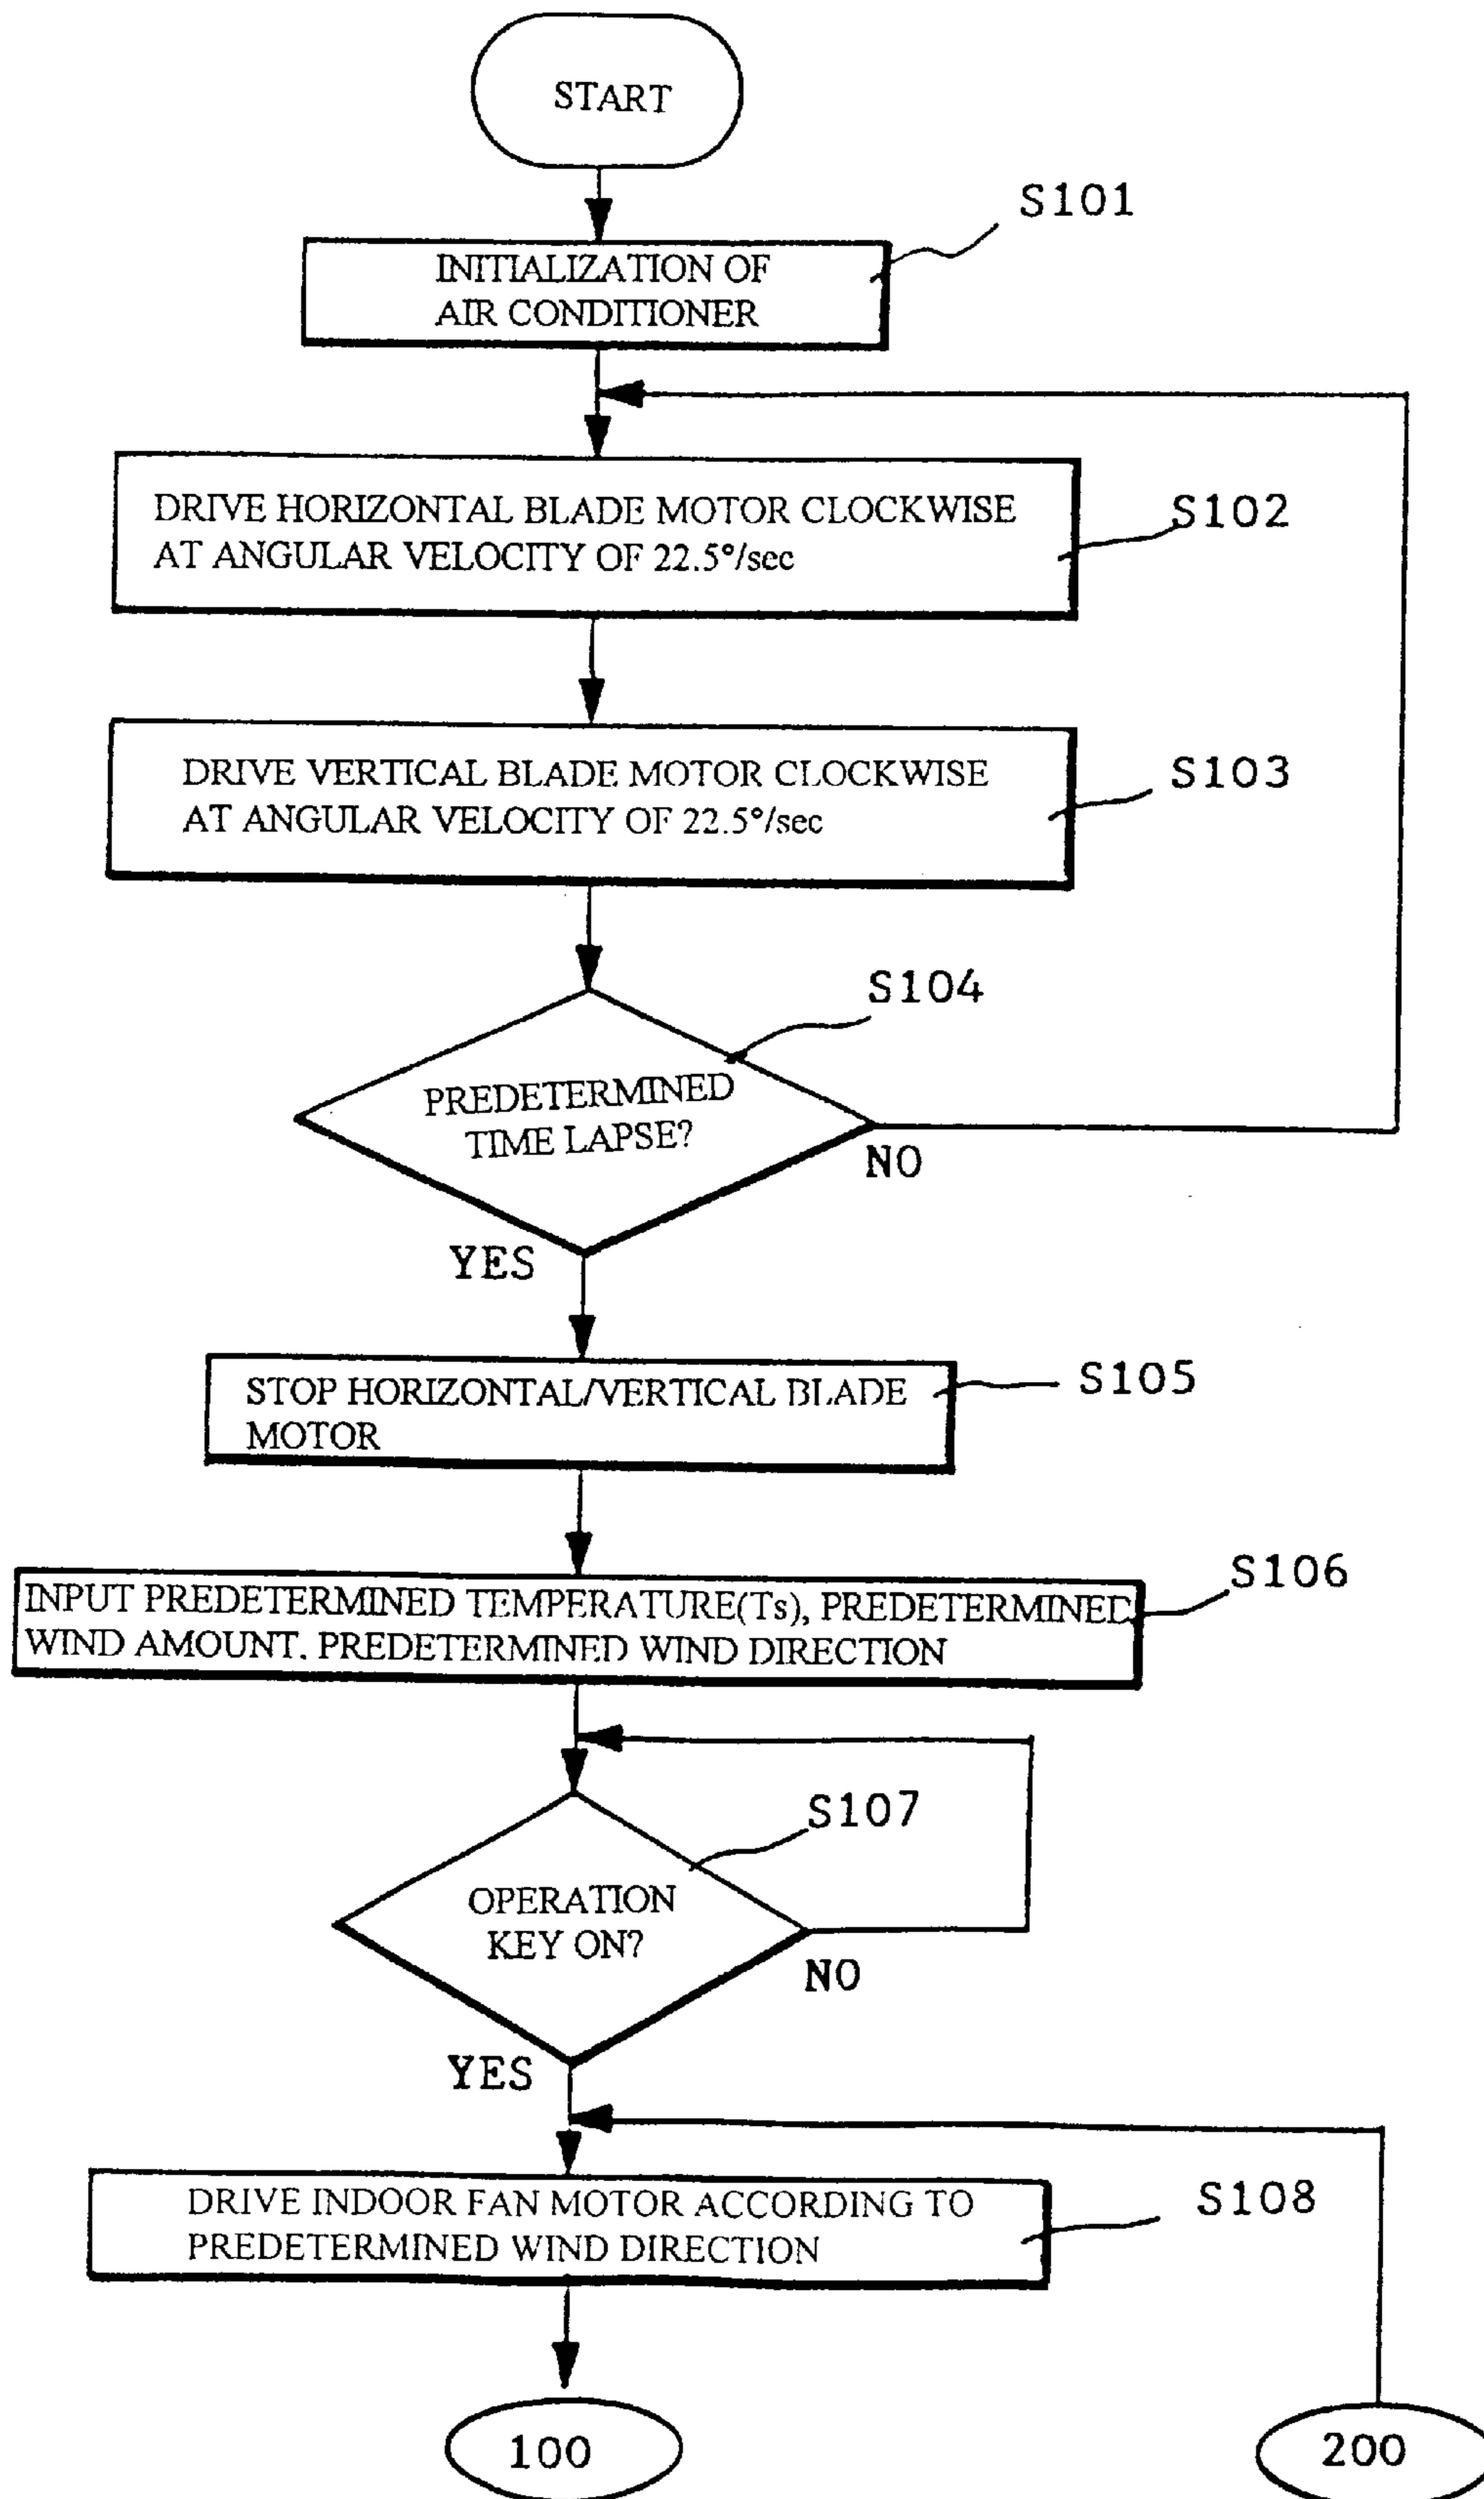 START
S101
INITIALIZATION OF
AIR CONDITIONER
DRIVE HORIZONTAL BLADE MOTOR CLOCKWISE
AT ANGULAR VELOCITY OF 22.5°/sec
S102
DRIVE VERTICAL BLADE MOTOR CLOCKWISE
AT ANGULAR VELOCITY OF 22.5°/sec
S103
S104
PREDETERMINED
TIME LAPSE?
NO
YES
STOP HORIZONTAL/VERTICAL BLADE
MOTOR
S105
S106
INPUT PREDETERMINED TEMPERATURE(Ts), PREDETERMINED
WIND AMOUNT. PREDETERMINED WIND DIRECTION
S107
OPERATION
KEY ON?
NO
YES
DRIVE INDOOR FAN MOTOR ACCORDING TO
PREDETERMINED WIND DIRECTION
S108
100
200